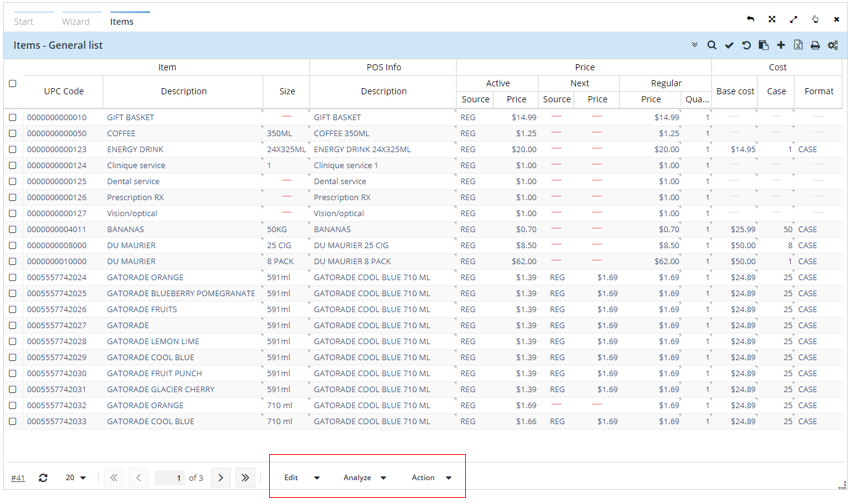 Start Wizard Items
Items - General list
Item POS Info Price Cost
UPC Code Description Size Description Active Next Regular Base cost Case Format
Source Price Source Price Price Qua...
0000000000010 GIFT BASKET ---- GIFT BASKET REG $14.99 ---- ---- $14.99 1 --- --- ---
0000000000050 COFFEE 350ML COFFEE 350ML REG $1.25 ---- ---- $1.25 1 --- --- ---
0000000000123 ENERGY DRINK 24X325ML ENERGY DRINK 24X325ML REG $20.00 ---- ---- $20.00 1 $14.95 1 CASE
0000000000124 Clinique service 1 Clinique service 1 REG $1.00 ---- ---- $1.00 1 --- --- ---
0000000000125 Dental service ---- Dental service REG $1.00 ---- ---- $1.00 1 --- --- ---
0000000000126 Prescription RX ---- Prescription RX REG $1.00 ---- ---- $1.00 1 --- --- ---
0000000000127 Vision/optical ---- Vision/optical REG $1.00 ---- ---- $1.00 1 --- --- ---
0000000004011 BANANAS 50KG BANANAS REG $0.70 ---- ---- $0.70 1 $25.99 50 CASE
0000000008000 DU MAURIER 25 CIG DU MAURIER 25 CIG REG $8.50 ---- ---- $8.50 1 $50.00 8 CASE
0000000010000 DU MAURIER 8 PACK DU MAURIER 8 PACK REG $62.00 ---- ---- $62.00 1 $50.00 1 CASE
0005557742024 GATORADE ORANGE 591ml GATORADE COOL BLUE 710 ML REG $1.39 REG $1.69 $1.69 1 $24.89 25 CASE
0005557742025 GATORADE BLUEBERRY POMEGRANATE 591ml GATORADE COOL BLUE 710 ML REG $1.39 REG $1.69 $1.69 1 $24.89 25 CASE
0005557742026 GATORADE FRUITS 591ml GATORADE COOL BLUE 710 ML REG $1.39 REG $1.69 $1.69 1 $24.89 25 CASE
0005557742027 GATORADE 591ml GATORADE COOL BLUE 710 ML REG $1.39 REG $1.69 $1.69 1 $24.89 25 CASE
0005557742028 GATORADE LEMON LIME 591ml GATORADE COOL BLUE 710 ML REG $1.39 REG $1.69 $1.69 1 $24.89 25 CASE
0005557742029 GATORADE COOL BLUE 591ml GATORADE COOL BLUE 710 ML REG $1.39 REG $1.69 $1.69 1 $24.89 25 CASE
0005557742030 GATORADE FRUIT PUNCH 591ml GATORADE COOL BLUE 710 ML REG $1.39 REG $1.69 $1.69 1 $24.89 25 CASE
0005557742031 GATORADE GLACIER CHERRY 591ml GATORADE COOL BLUE 710 ML REG $1.39 REG $1.69 $1.69 1 $24.89 25 CASE
0005557742032 GATORADE ORANGE 710 ml GATORADE COOL BLUE 710 ML REG $1.69 ---- ---- $1.69 1 $24.89 25 CASE
0005557742033 GATORADE COOL BLUE 710 ml GATORADE COOL BLUE 710 ML REG $1.66 REG $1.69 $1.69 1 $24.89 25 CASE
#41 20 1 of 3 Edit Analyze Action